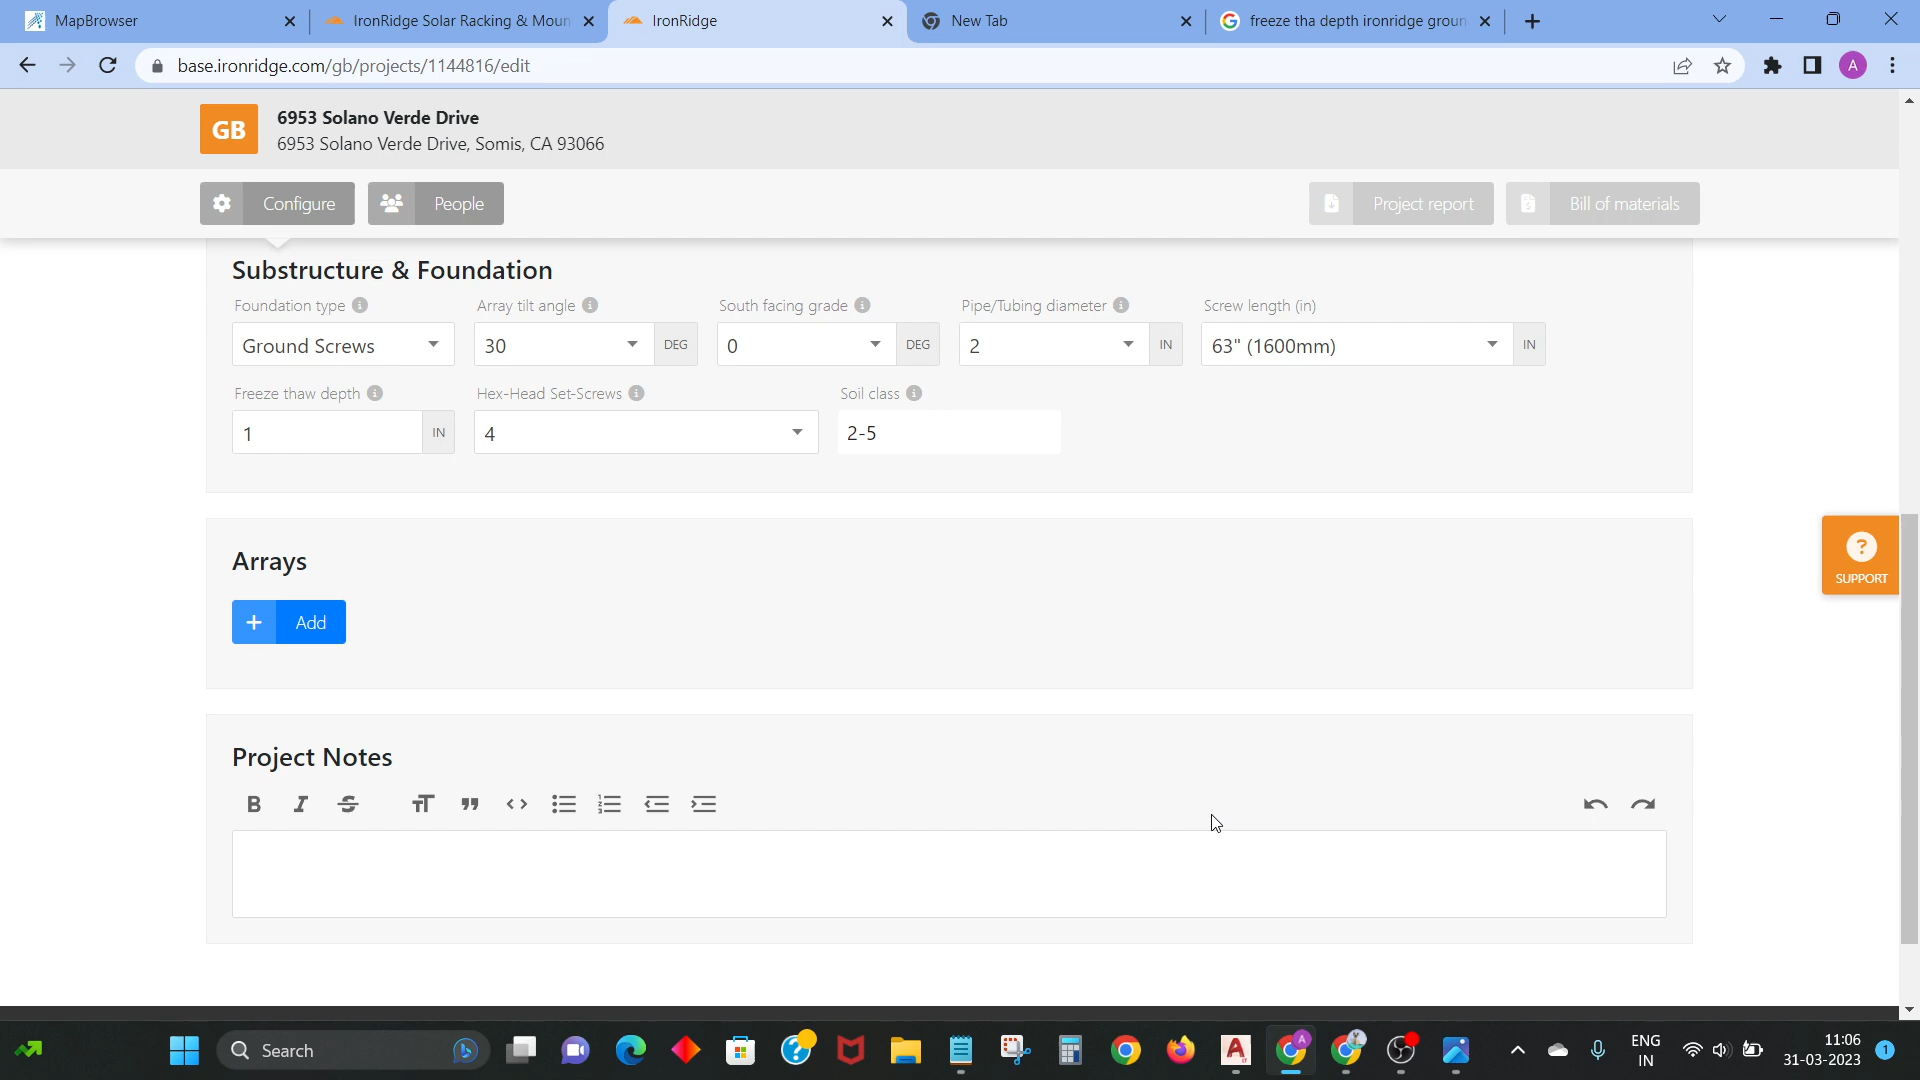 MapBrowser
IronRidge Solar Racking & Moun
IronRidge
New Tab
freeze tha depth ironridge groun
base.ironridge.com/gb/projects/1144816/edit
A
GB
6953 Solano Verde Drive
6953 Solano Verde Drive, Somis, CA 93066
Configure
People
Project report
Bill of materials
Substructure & Foundation
Foundation type
Array tilt angle
South facing grade
Pipe/Tubing diameter
Screw length (in)
Ground Screws
30 DEG
0 DEG
2 IN
63" (1600mm) IN
Freeze thaw depth
Hex-Head Set-Screws
Soil class
1 IN
4
2-5
Arrays
+ Add
SUPPORT
Project Notes
Search
ENG
IN
11:06
31-03-2023
1